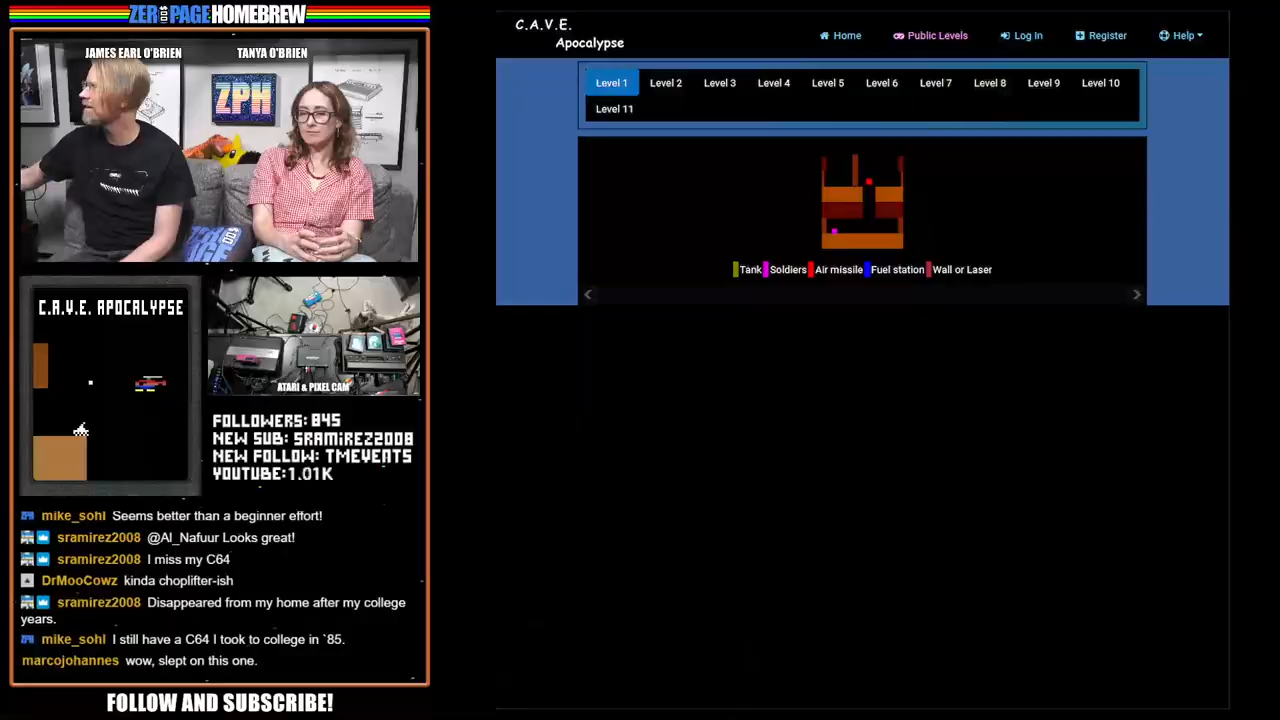 ZEROPAGE HOMEBREW
JAMES EARL O'BRIEN
TANYA O'BRIEN
ZPH
C.A.V.E. APOCALYPSE
ATARI & PIXEL CAM
FOLLOWERS: 845
NEW SUB: SRAMIREZ2008
NEW FOLLOW: TMEVENTS
YOUTUBE:1.01K
mike_sohl Seems better than a beginner effort!
sramirez2008 @Al_Nafuur Looks great!
sramirez2008 I miss my C64
DrMooCowz kinda choplifter-ish
sramirez2008 Disappeared from my home after my college
years.
mike_sohl I still have a C64 I took to college in `85.
marcojohannes wow, slept on this one.
FOLLOW AND SUBSCRIBE!
C.A.V.E.
Apocalypse
Home Public Levels Log In Register Help
Level 1 Level 2 Level 3 Level 4 Level 5 Level 6 Level 7 Level 8 Level 9 Level 10
Level 11
Tank Soldiers Air missile Fuel station Wall or Laser